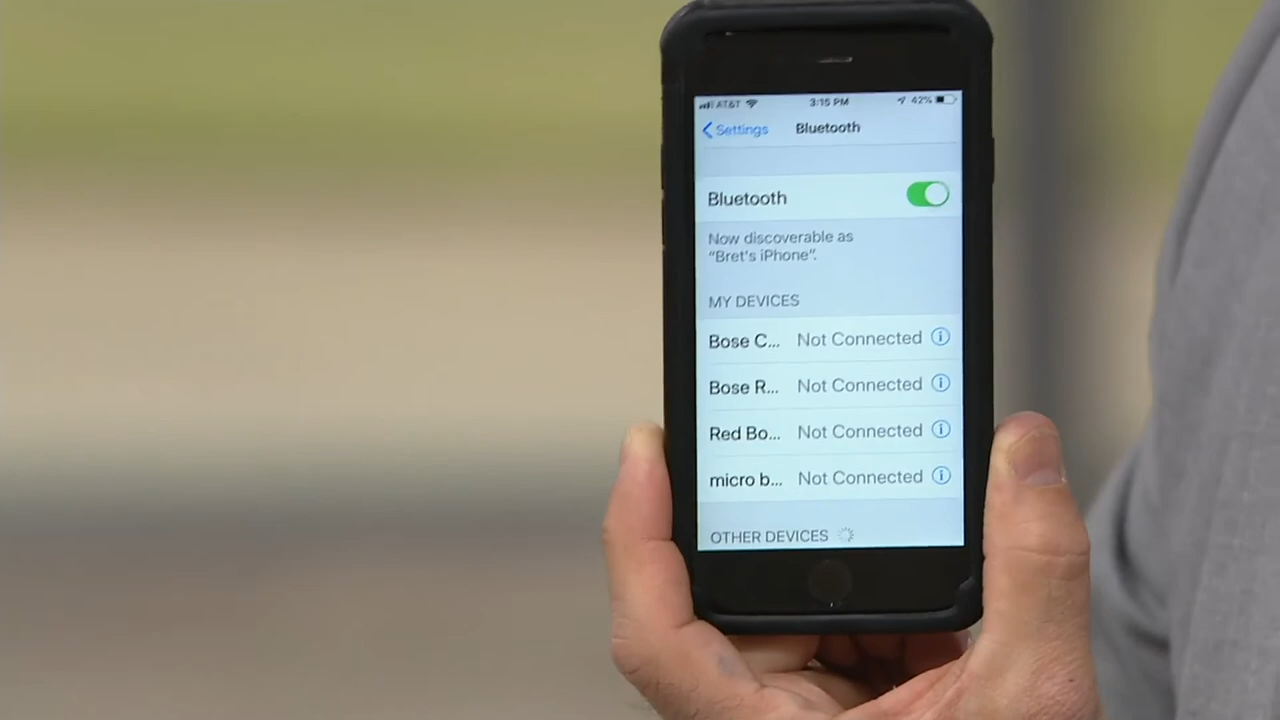 AT&T 3:15 PM 42%
Settings Bluetooth
Bluetooth
Now discoverable as
“Bret's iPhone”.
MY DEVICES
Bose C... Not Connected
Bose R... Not Connected
Red Bo... Not Connected
micro b... Not Connected
OTHER DEVICES